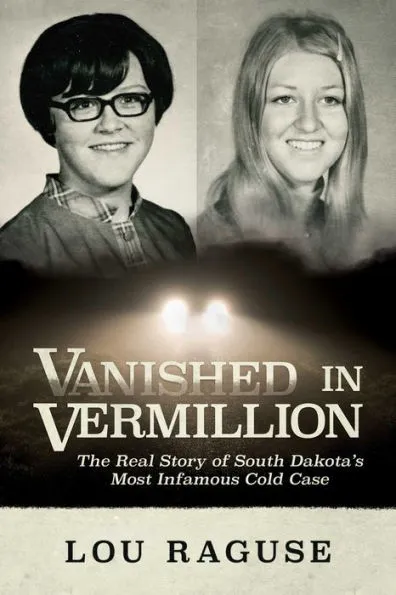 VANISHED IN
VERMILLION
The Real Story of South Dakota's
Most Infamous Cold Case
LOU RAGUSE